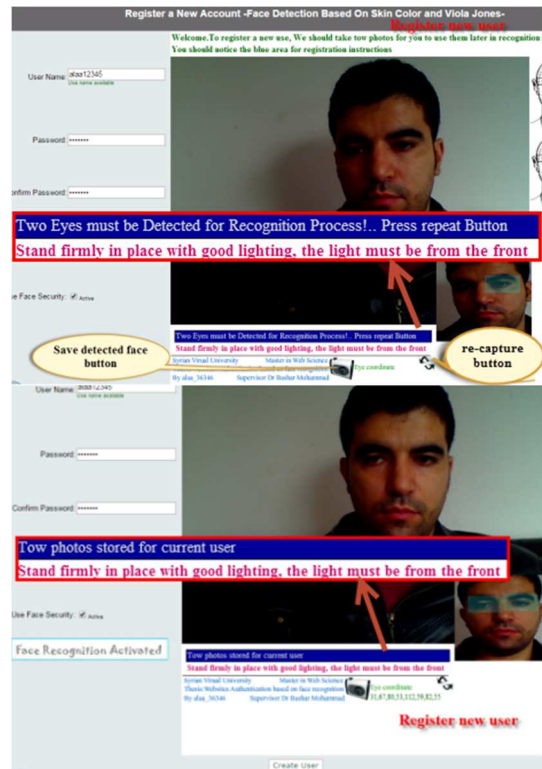 Register a New Account -Face Detection Based On Skin Color and Viola Jones-
Register new user
Welcome.To register a new use, We should take tow photos for you to use them later in recognition
You should notice the blue area for registration instructions
User Name: alaa12345
Use name available
Password: •••••••
onfirm Password: •••••••
Two Eyes must be Detected for Recognition Process!.. Press repeat Button
Stand firmly in place with good lighting, the light must be from the front
e Face Security: Active
Two Eyes must be Detected for Recognition Process!.. Press repeat Button
Stand firmly in place with good lighting, the light must be from the front
Save detected face button
re-capture button
Syrian Virual University Master in Web Science
Eye coordinate
By alaa_36346 Supervisor Dr Bashar Mohammad
User Name:
Use name available
Password: •••••••
Confirm Password: •••••••
Tow photos stored for current user
Stand firmly in place with good lighting, the light must be from the front
Use Face Security: Active
Face Recognition Activated
Tow photos stored for current user
Stand firmly in place with good lighting, the light must be from the front
Syrian Virual University Master in Web Science
Thesis:Websites Authentication based on face recognition
Eye coordinate
By alaa_36346 Supervisor Dr Bashar Mohammad
Register new user
Create User